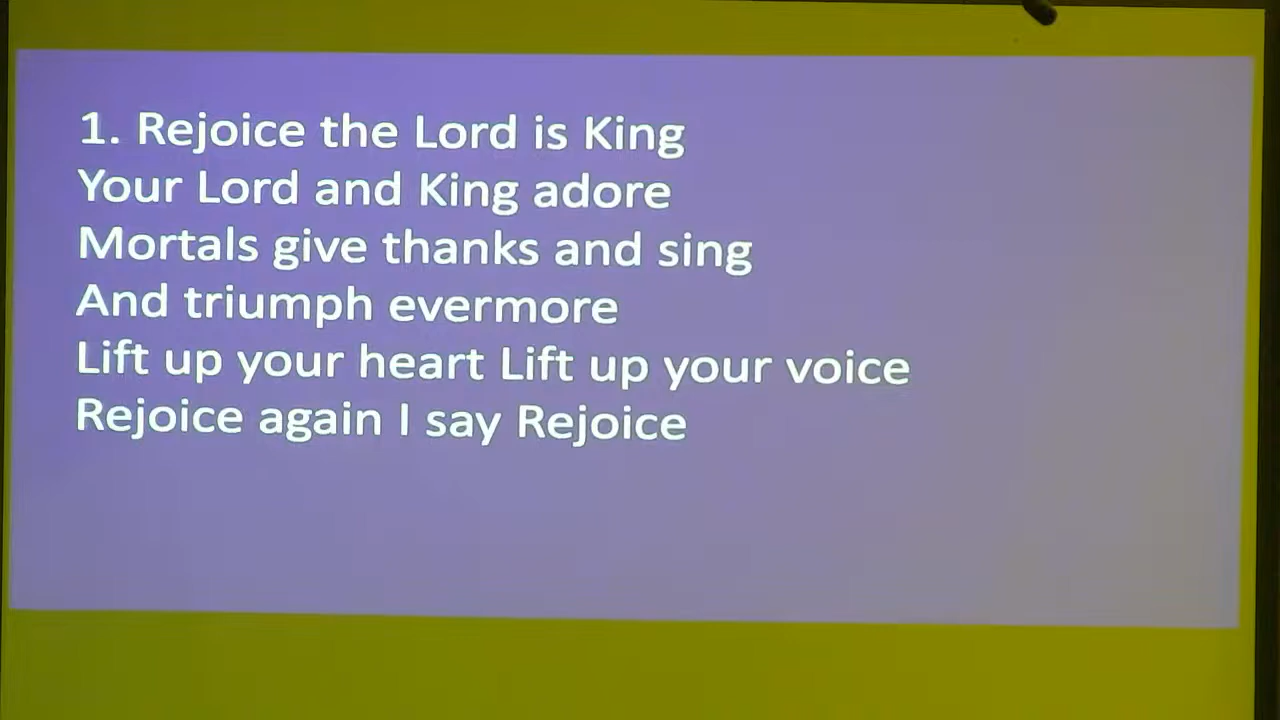 1. Rejoice the Lord is King
Your Lord and King adore
Mortals give thanks and sing
And triumph evermore
Lift up your heart Lift up your voice
Rejoice again I say Rejoice